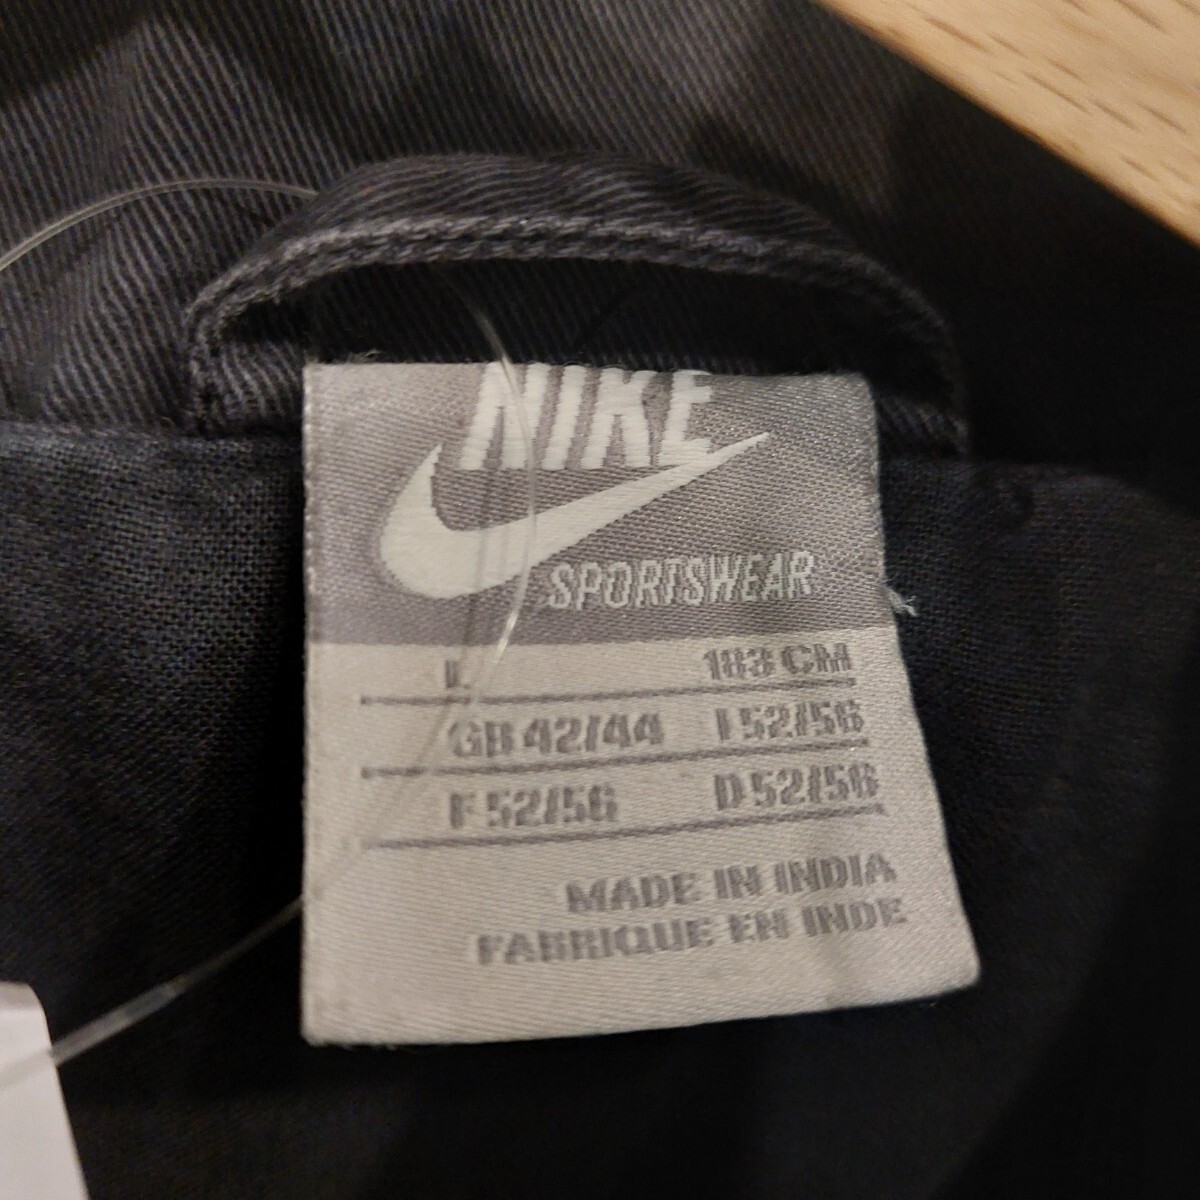 NIKE
SPORTSWEAR
L 183 CM
GB 42/44 I 52/56
F 52/56 D 52/56
MADE IN INDIA
FABRIQUE EN INDE